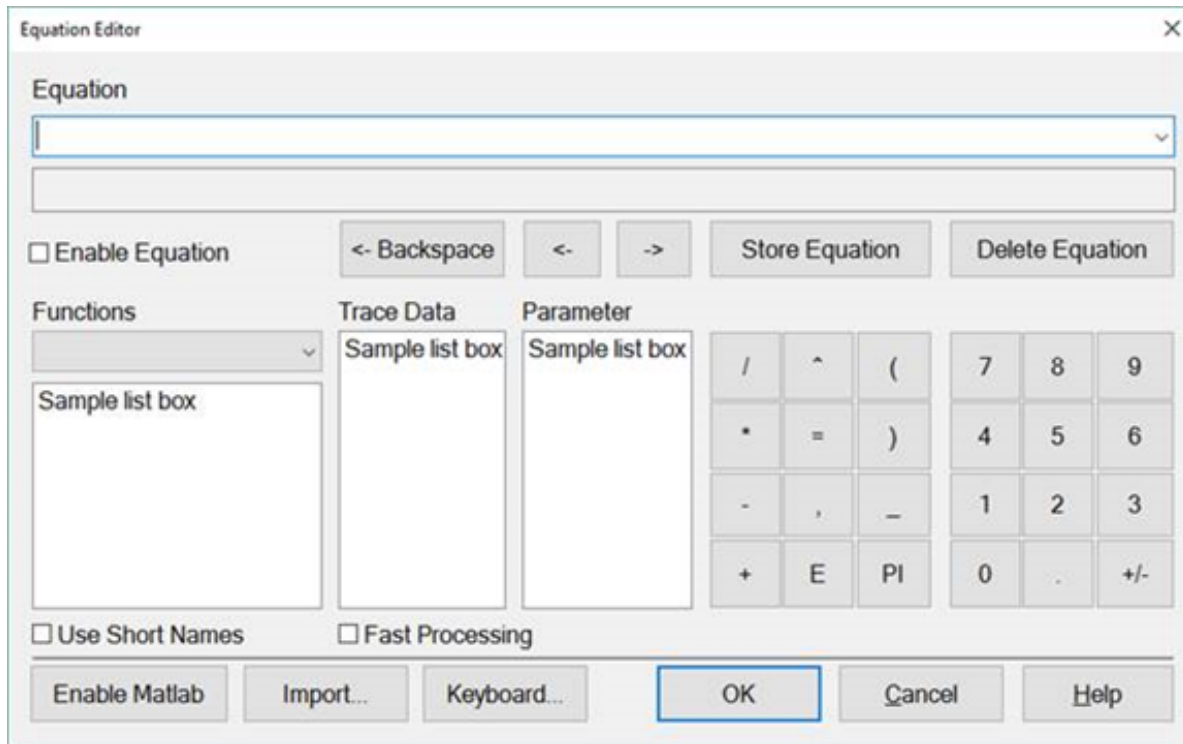 Equation Editor
Equation
Enable Equation
<- Backspace
<-
->
Store Equation
Delete Equation
Functions
Trace Data
Parameter
Sample list box
Sample list box
Sample list box
/ ^ (
* = )
- , _
+ E PI
7 8 9
4 5 6
1 2 3
0 . +/-
Use Short Names
Fast Processing
Enable Matlab
Import...
Keyboard...
OK
Cancel
Help